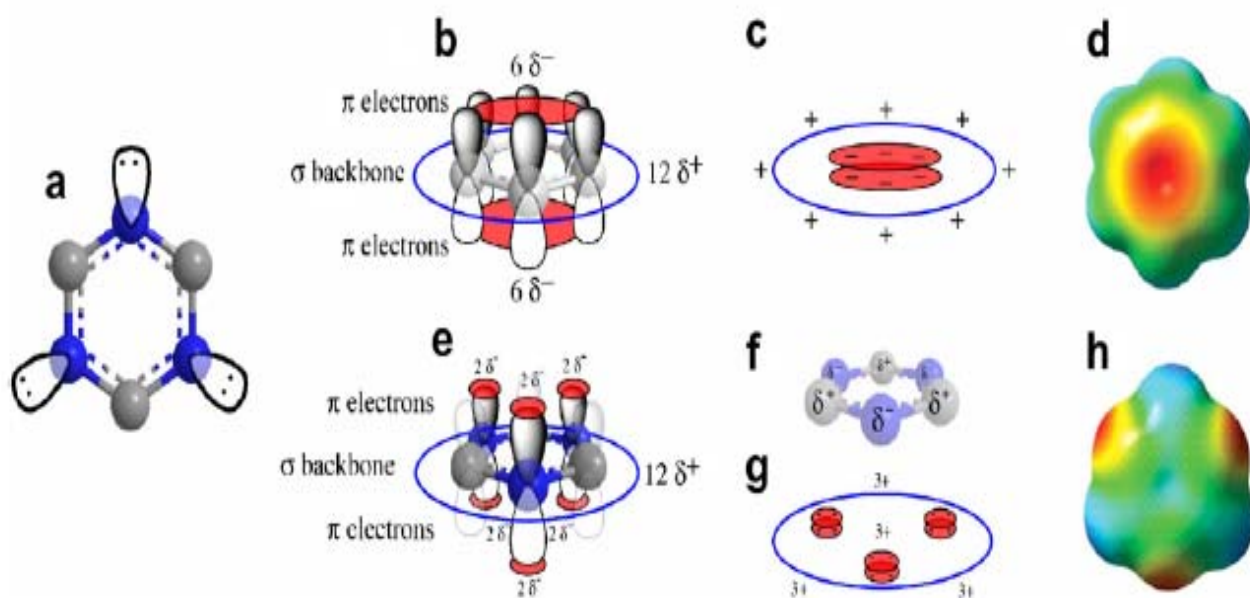 a
b
6 δ⁻
π electrons
σ backbone
12 δ⁺
π electrons
6 δ⁻
c
+ + + + + + + +
− − −
− − −
d
e
2 δ⁻ 2 δ⁻ 2 δ⁻
π electrons
σ backbone
12 δ⁺
π electrons
2 δ⁻ 2 δ⁻
2 δ⁻
f
δ⁻ δ⁺
δ⁺ δ⁻ δ⁺
g
3+
3+
3+ 3+
h